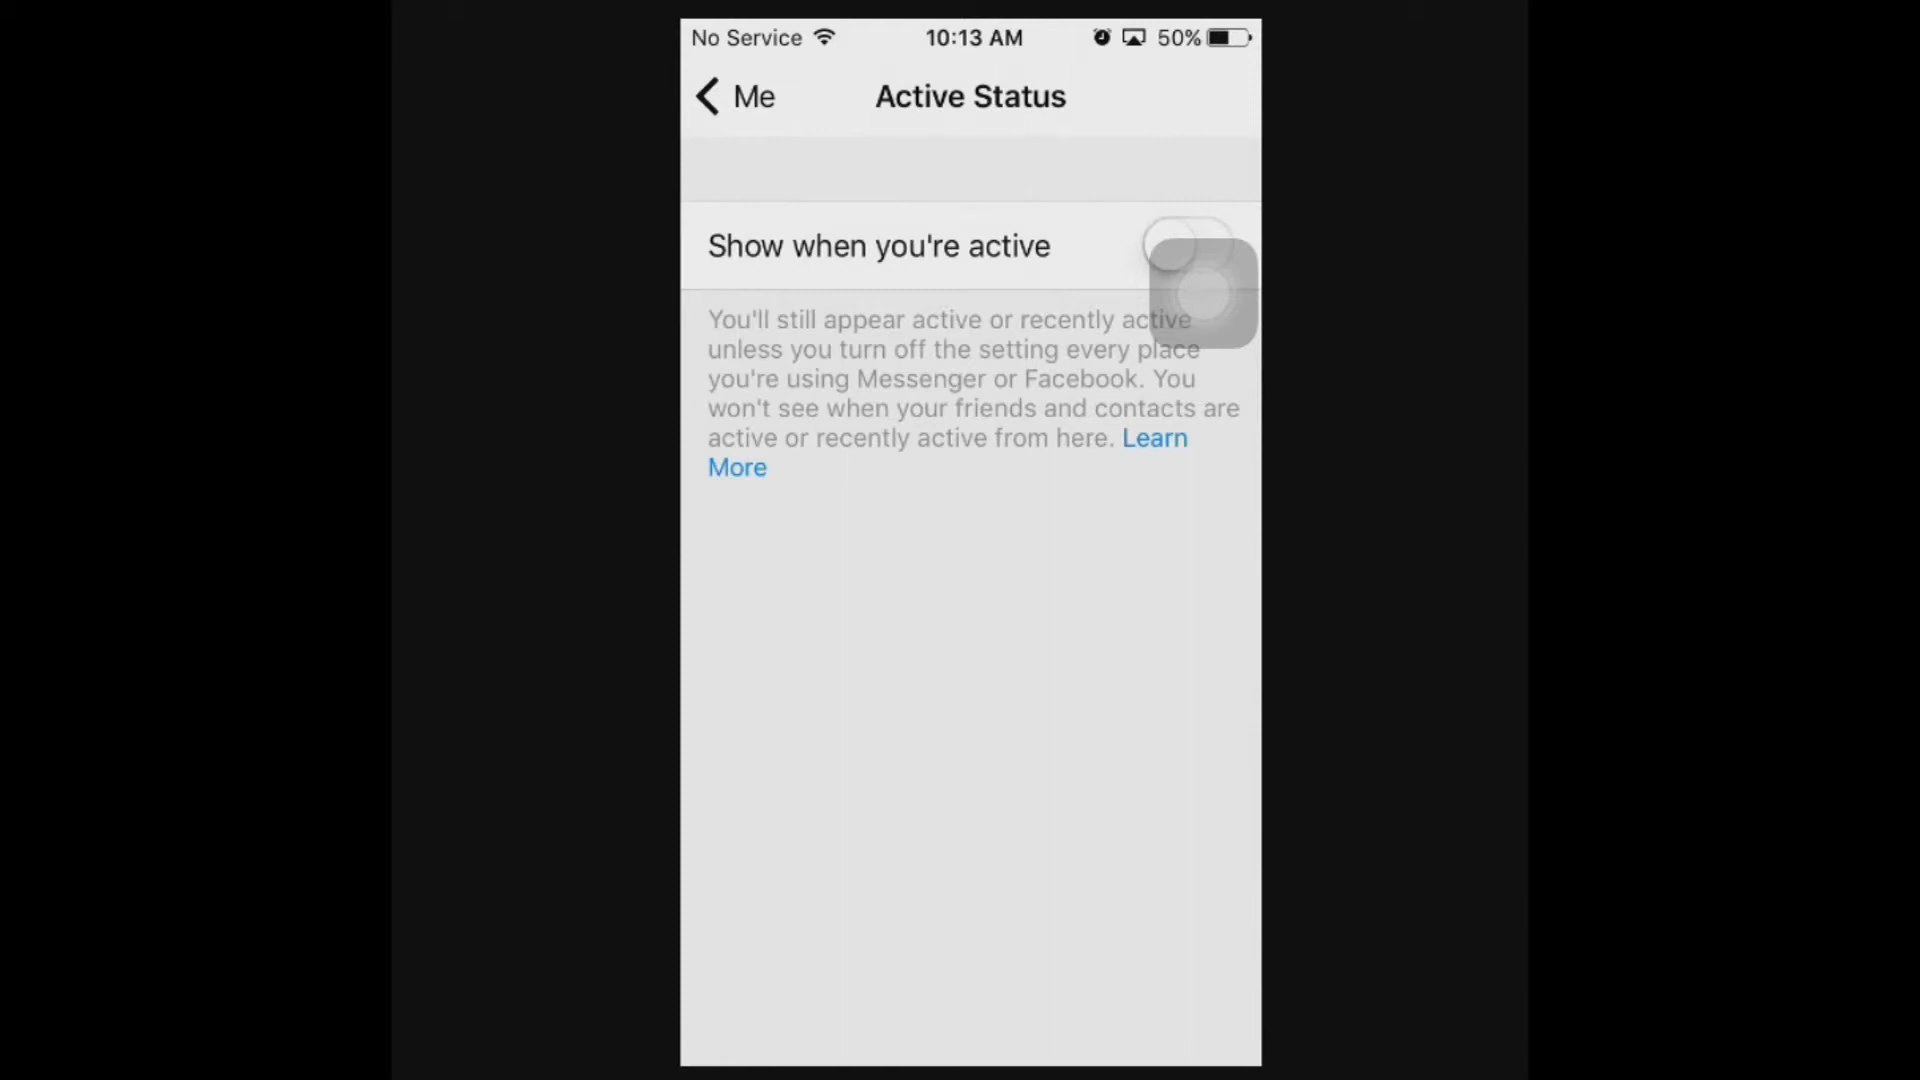 No Service 10:13 AM 50%
Me Active Status
Show when you're active
You'll still appear active or recently active
unless you turn off the setting every place
you're using Messenger or Facebook. You
won't see when your friends and contacts are
active or recently active from here. Learn
More